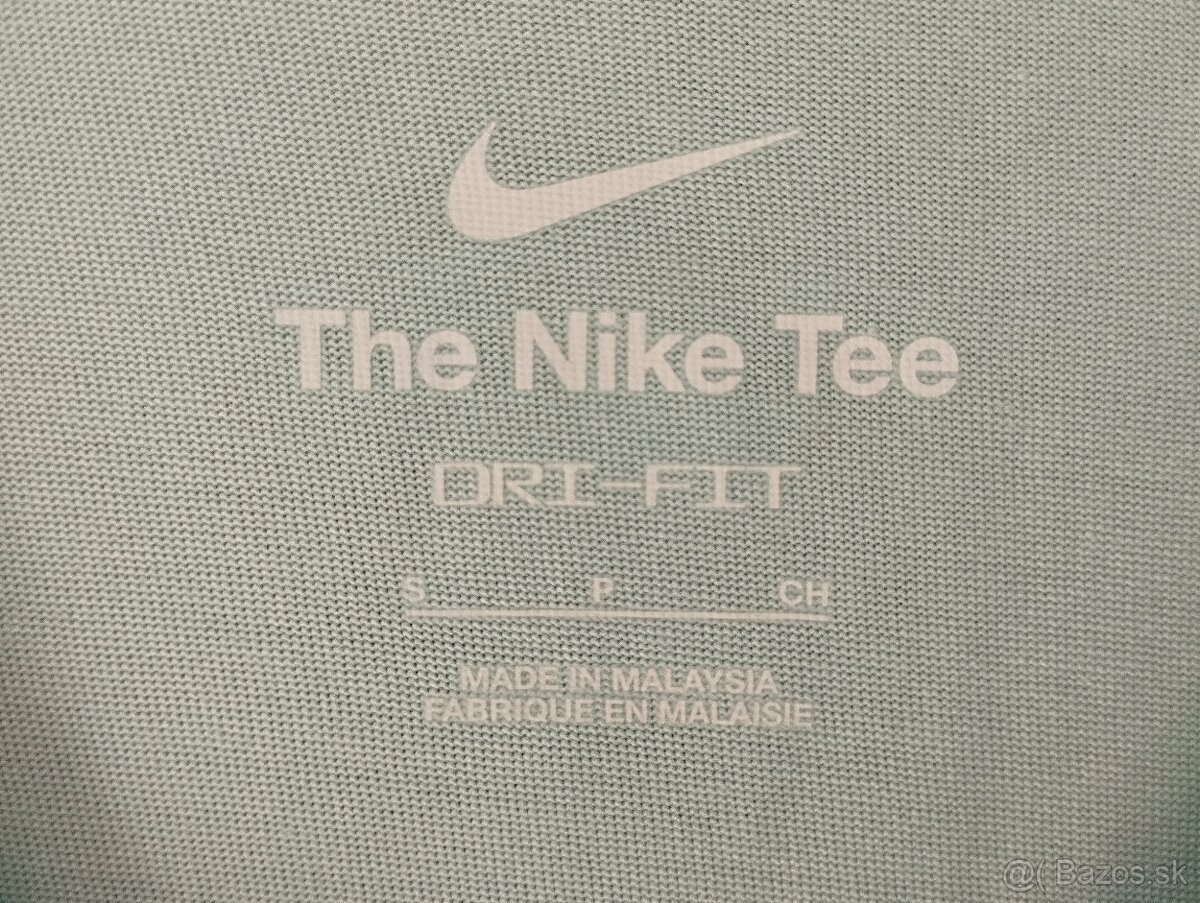 The Nike Tee
DRI-FIT
S P CH
MADE IN MALAYSIA
FABRIQUE EN MALAISIE
@( Bazos.sk